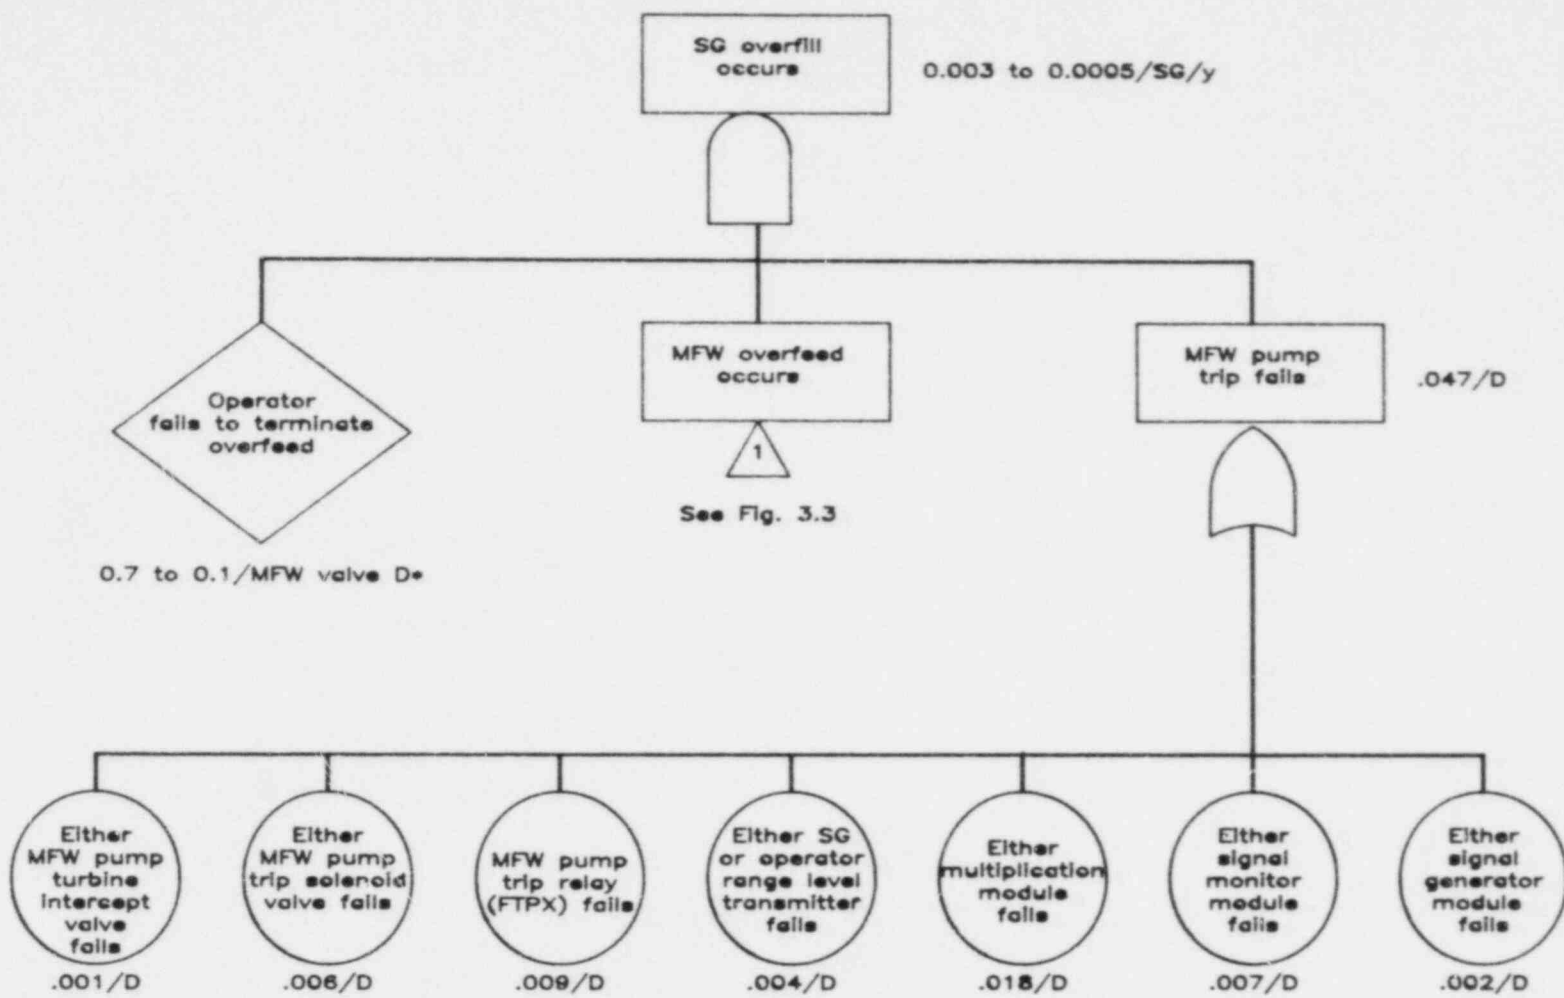 SG overfill
occurs
0.003 to 0.0005/SG/y
Operator
fails to terminate
overfeed
0.7 to 0.1/MFW valve D*
MFW overfeed
occurs
1
See Fig. 3.3
MFW pump
trip fails
.047/D
Either
MFW pump
turbine
intercept
valve
fails
.001/D
Either
MFW pump
trip solenoid
valve fails
.006/D
MFW pump
trip relay
(FTPX) fails
.009/D
Either SG
or operator
range level
transmitter
fails
.004/D
Either
multiplication
module
fails
.018/D
Either
signal
monitor
module
fails
.007/D
Either
signal
generator
module
fails
.002/D